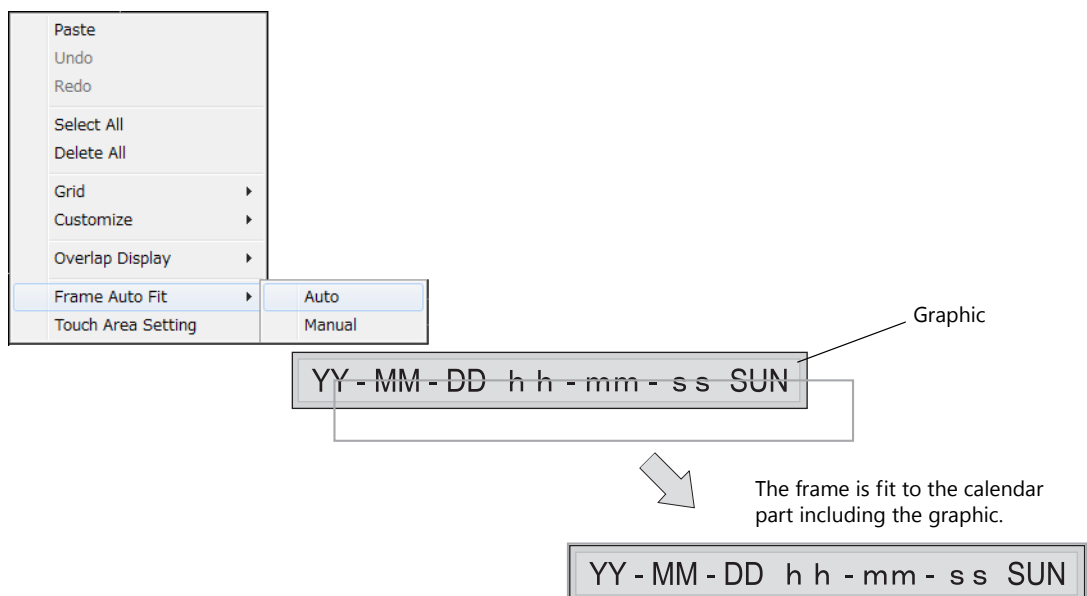 Paste
Undo
Redo
Select All
Delete All
Grid
Customize
Overlap Display
Frame Auto Fit
Auto
Touch Area Setting
Manual
Graphic
YY - MM - DD h h - mm - s s SUN
The frame is fit to the calendar
part including the graphic.
YY - MM - DD h h - mm - s s SUN